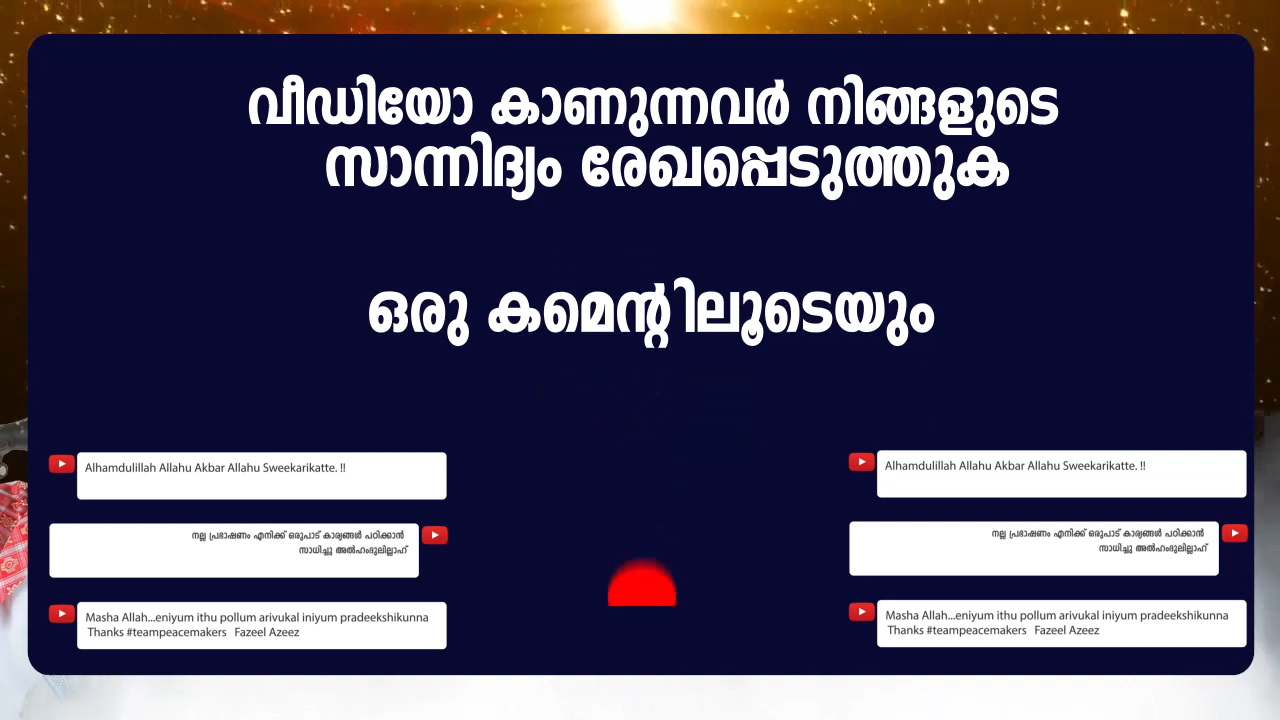 വീഡിയോ കാണുന്നവർ നിങ്ങളുടെ
സാന്നിദ്യം രേഖപ്പെടുത്തുക
ഒരു കമെന്റിലൂടെയും
Alhamdulillah Allahu Akbar Allahu Sweekarikatte. !!
നല്ല പ്രഭാഷണം എനിക്ക് ഒരുപാട് കാര്യങ്ങൾ പഠിക്കാൻ
സാധിച്ചു അൽഹംദുലില്ലാഹ്
Masha Allah...eniyum ithu pollum arivukal iniyum pradeekshikunna
Thanks #teampeacemakers Fazeel Azeez
Alhamdulillah Allahu Akbar Allahu Sweekarikatte. !!
നല്ല പ്രഭാഷണം എനിക്ക് ഒരുപാട് കാര്യങ്ങൾ പഠിക്കാൻ
സാധിച്ചു അൽഹംദുലില്ലാഹ്
Masha Allah...eniyum ithu pollum arivukal iniyum pradeekshikunna
Thanks #teampeacemakers Fazeel Azeez